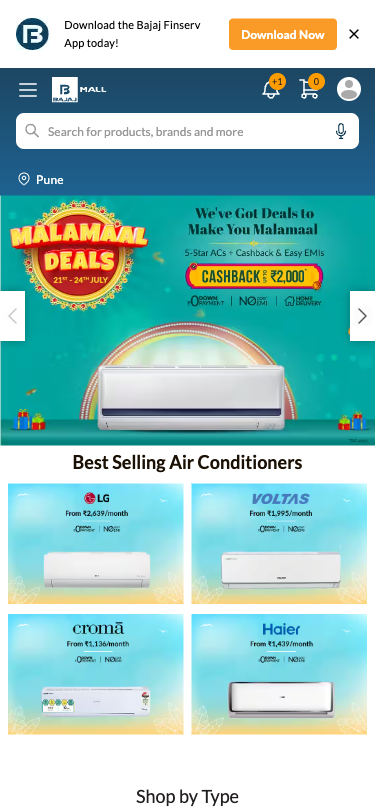 Download the Bajaj Finserv
App today!
Download Now
+1
0
B
BAJAJ
MALL
Search for products, brands and more
Pune
MALAMAAL
DEALS
21ST - 24TH JULY
We've Got Deals to
Make You Malamaal
5-Star ACs + Cashback & Easy EMIs
CASHBACK UP TO ₹2,000*
₹0 DOWN PAYMENT | NO COST EMI | HOME DELIVERY
Best Selling Air Conditioners
LG
From ₹2,639/month
₹0 DOWN PAYMENT | NO COST EMI
VOLTAS
From ₹1,995/month
₹0 DOWN PAYMENT | NO COST EMI
cromā
From ₹1,136/month
₹0 DOWN PAYMENT | NO COST EMI
Haier
From ₹1,439/month
₹0 DOWN PAYMENT | NO COST EMI
Shop by Type